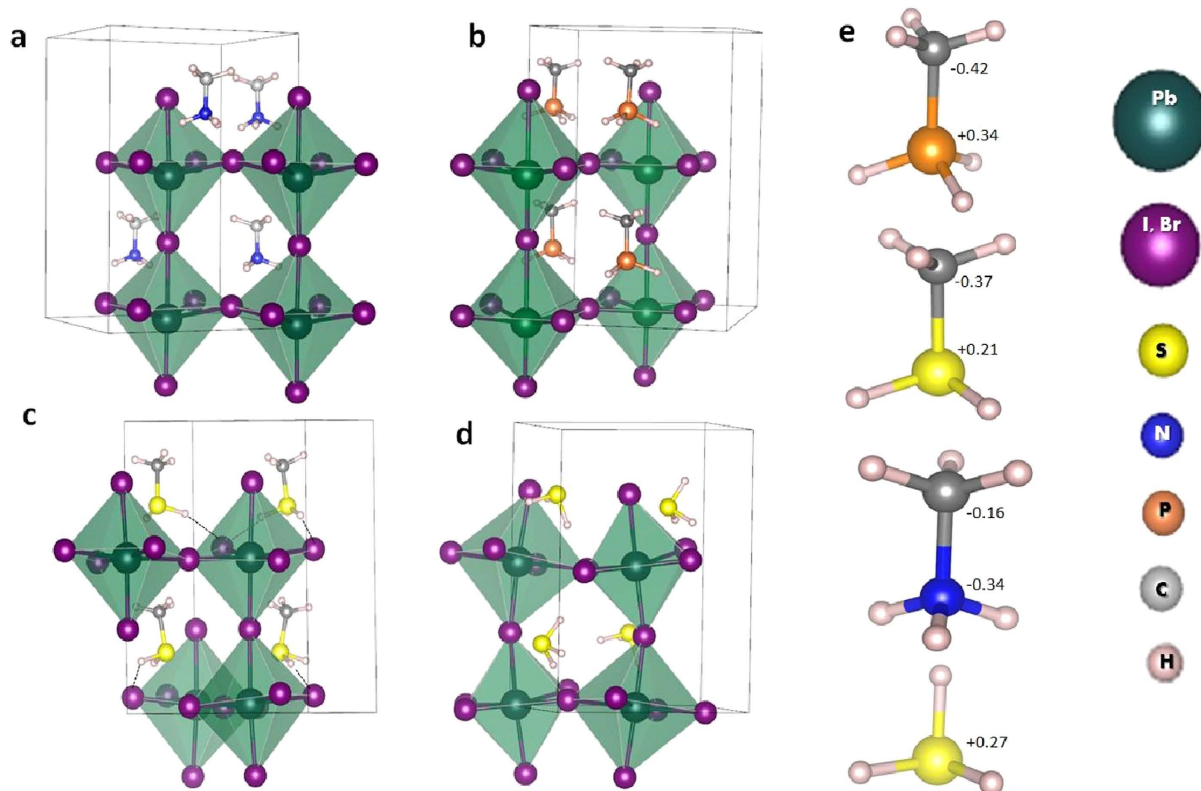 a
b
c
d
e
-0.42
+0.34
-0.37
+0.21
-0.16
-0.34
+0.27
Pb
I, Br
S
N
P
C
H